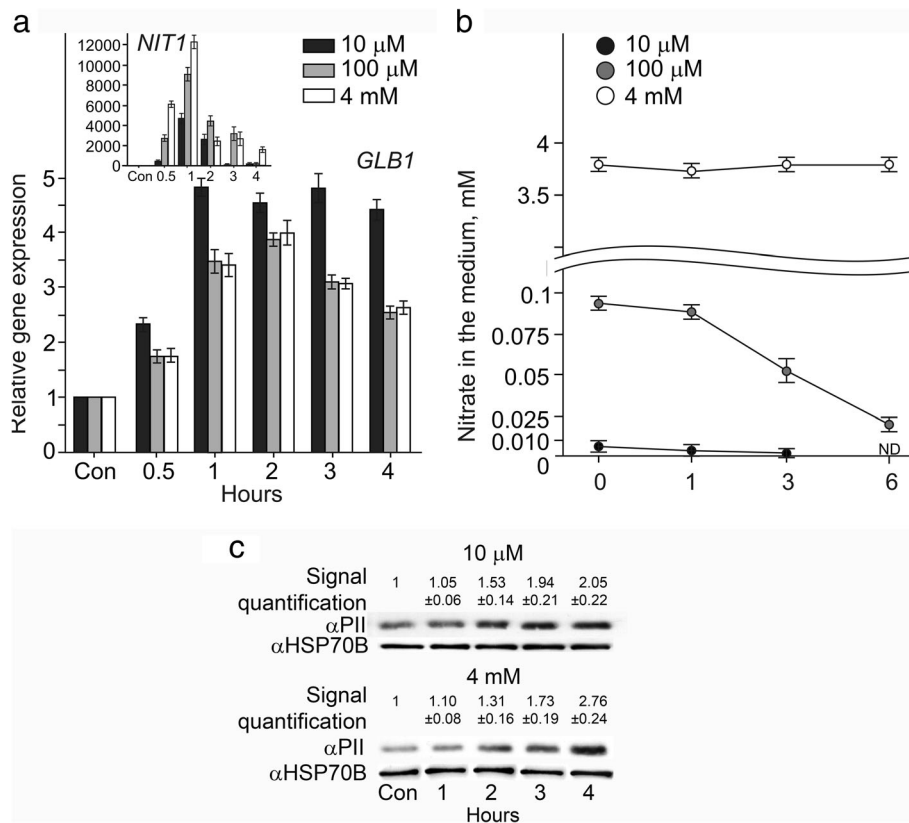 a
NIT1
12000
10000
8000
6000
4000
2000
0
Con 0.5 1 2 3 4
10 µM
100 µM
4 mM
GLB1
Relative gene expression
5
4
3
2
1
0
Con 0.5 1 2 3 4
Hours
b
10 µM
100 µM
4 mM
Nitrate in the medium, mM
4
3.5
0.1
0.075
0.05
0.025
0.010
0
ND
0 1 3 6
c
10 µM
Signal
quantification
1 1.05 1.53 1.94 2.05
±0.06 ±0.14 ±0.21 ±0.22
αPII
αHSP70B
4 mM
Signal
quantification
1 1.10 1.31 1.73 2.76
±0.08 ±0.16 ±0.19 ±0.24
αPII
αHSP70B
Con 1 2 3 4
Hours